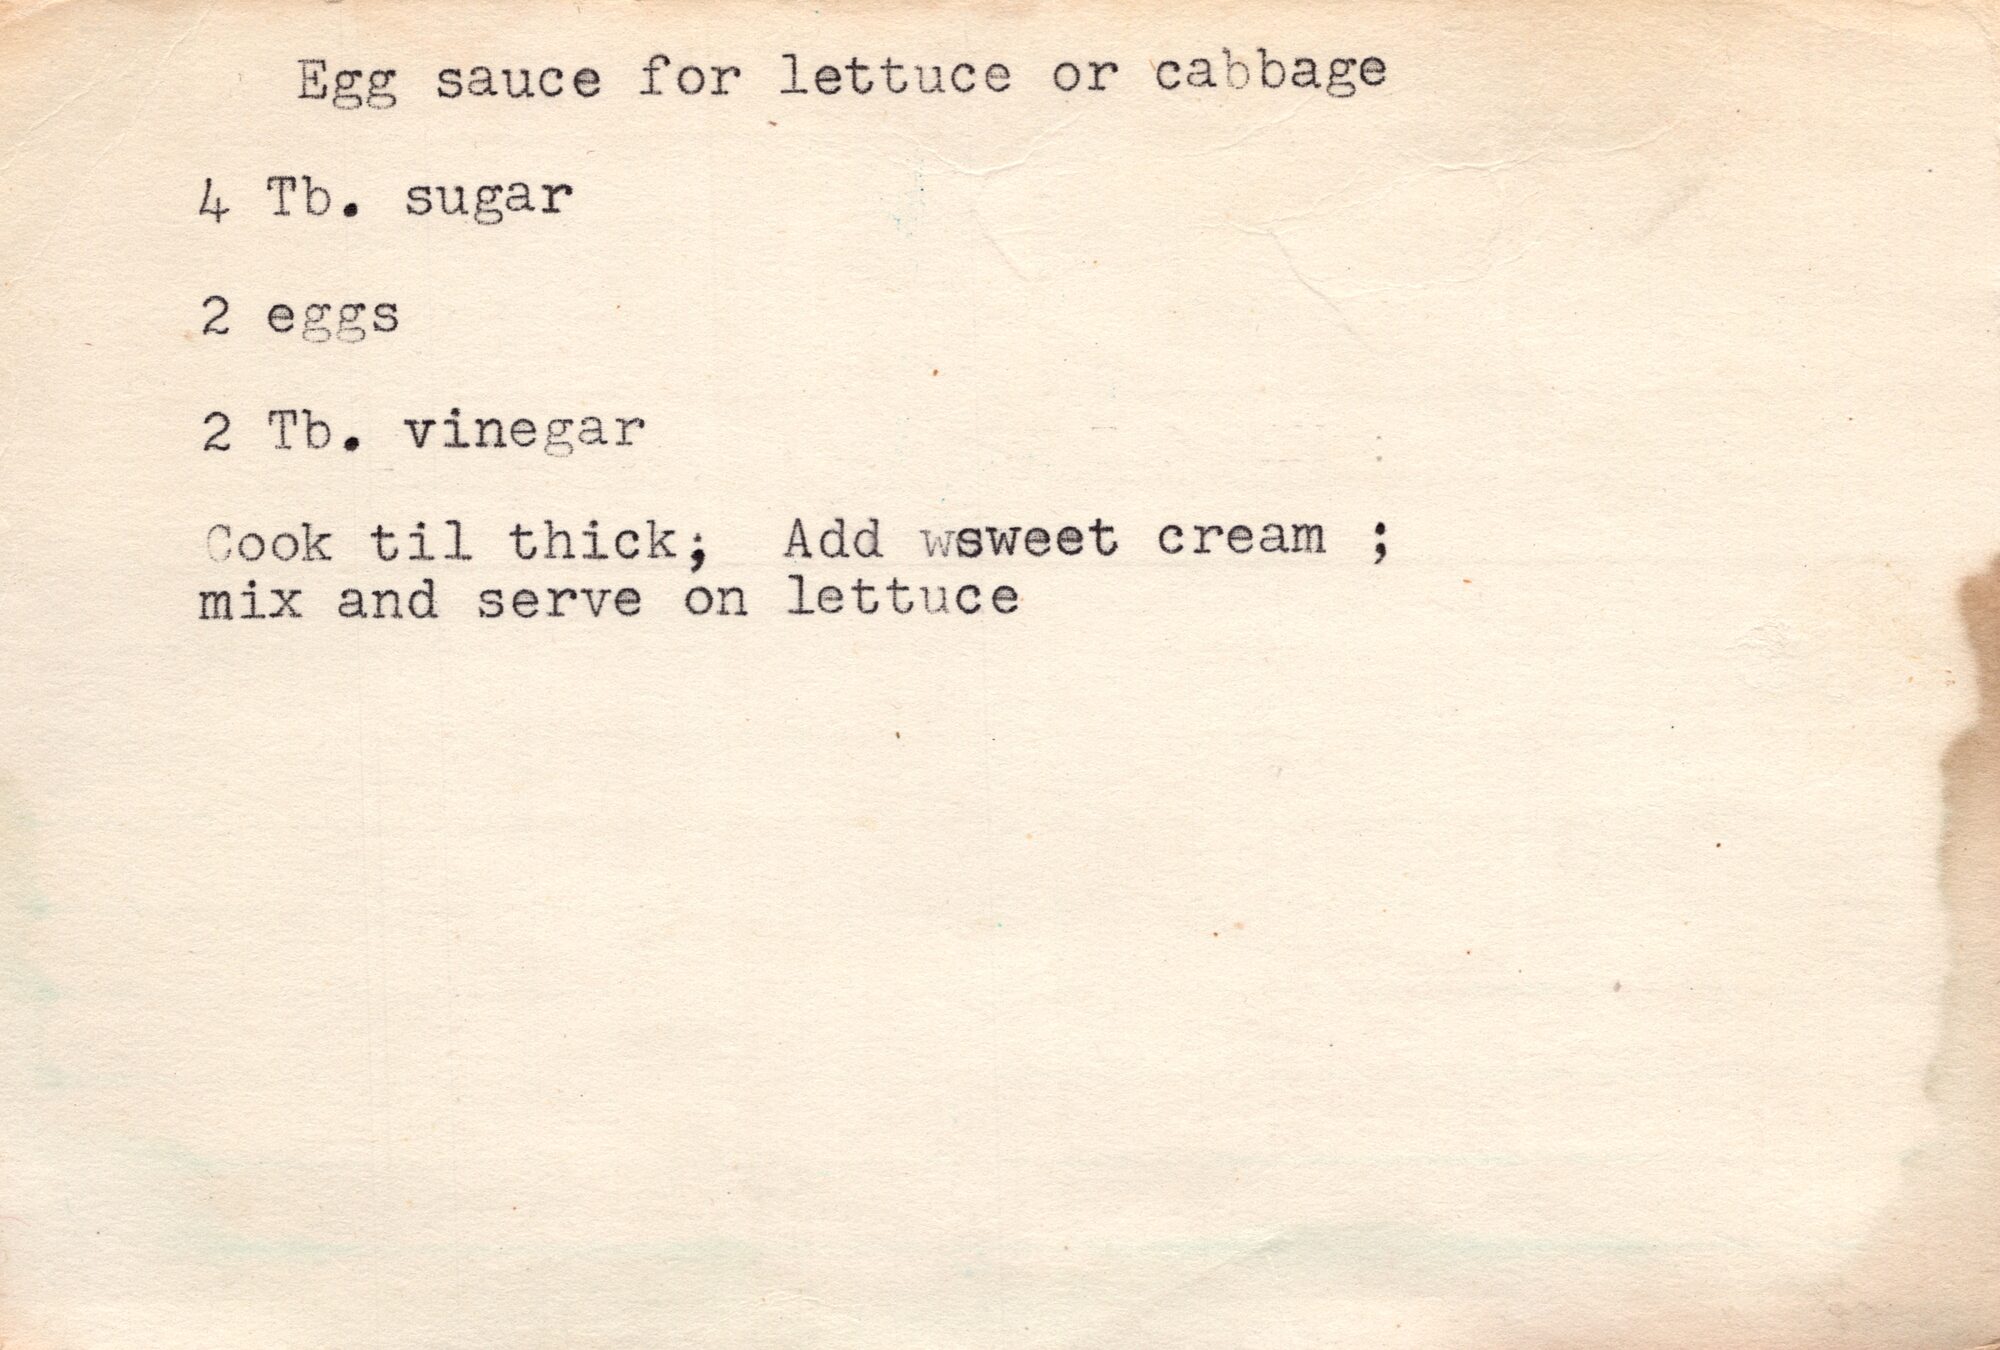 Egg sauce for lettuce or cabbage
4 Tb. sugar
2 eggs
2 Tb. vinegar
Cook til thick;  Add wsweet cream ;
mix and serve on lettuce